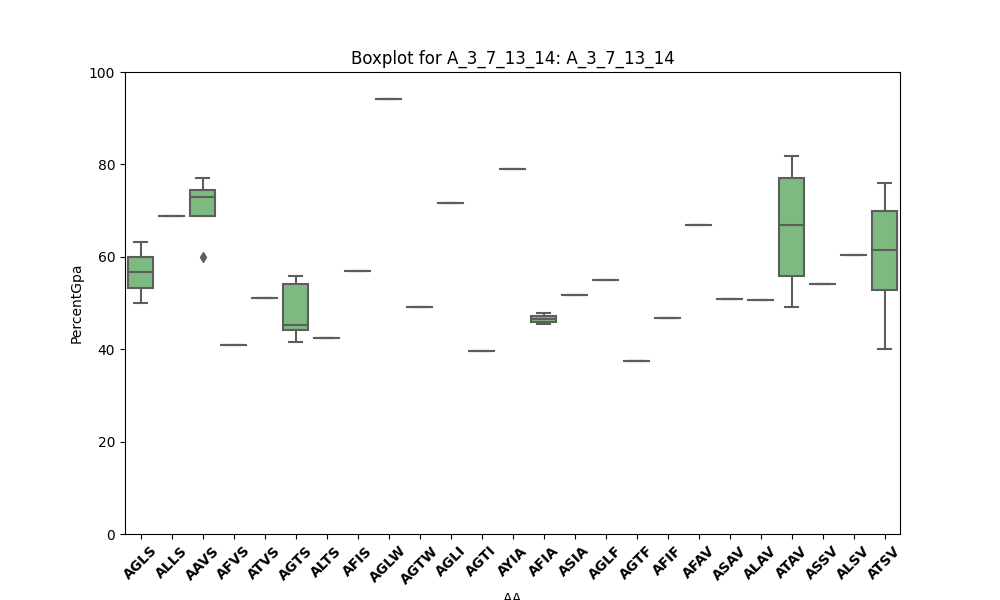 Boxplot for A_3_7_13_14: A_3_7_13_14
100
80
60
40
20
0
PercentGpa
AGLS ALLS AAVS AFVS ATVS AGTS ALTS AFIS AGLW AGTW AGLI AGTI AYIA AFIA ASIA AGLF AGTF AFIF AFAV ASAV ALAV ATAV ASSV ALSV ATSV
AA